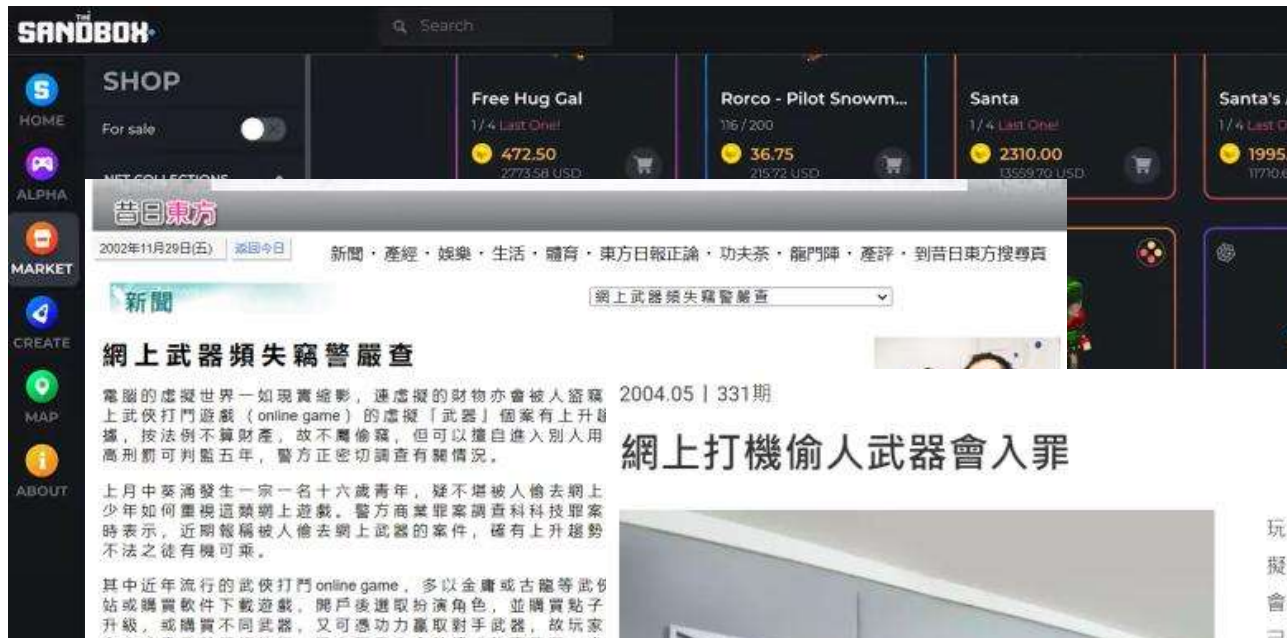 THE
SANDBOX
Search
HOME
ALPHA
MARKET
CREATE
MAP
ABOUT
SHOP
For sale
NFT COLLECTIONS
Free Hug Gal
1/4 Last One!
472.50
2773.58 USD
Rorco - Pilot Snowm...
116/200
36.75
215.72 USD
Santa
1/4 Last One!
2310.00
13559.70 USD
Santa's
1/4 Last O
1995
11710.6
昔日東方
2002年11月29日(五) 返回今日
新聞・產經・娛樂・生活・體育・東方日報正論・功夫茶・龍門陣・產評・到昔日東方搜尋頁
新聞
網上武器頻失竊警嚴查
網上武器頻失竊警嚴查
電腦的虛擬世界一如現實縮影，連虛擬的財物亦會被人盜竊
上武俠打鬥遊戲（online game）的虛擬「武器」個案有上升
據，按法例不算財產，故不屬偷竊，但可以擅自進入別人用
高刑罰可判監五年，警方正密切調查有關情況。
上月中葵涌發生一宗一名十六歲青年，疑不堪被人偷去網上
少年如何重視這類網上遊戲。警方商業罪案調查科科技罪案
時表示，近期報稱被人偷去網上武器的案件，確有上升趨勢
不法之徒有機可乘。
其中近年流行的武俠打鬥online game，多以金庸或古龍等武俠
站或購買軟件下載遊戲，開戶後選取扮演角色，並購買點子
升級，或購買不同武器，又可憑功力贏取對手武器，故玩家
2004.05 | 331期
網上打機偷人武器會入罪
玩
擬
會